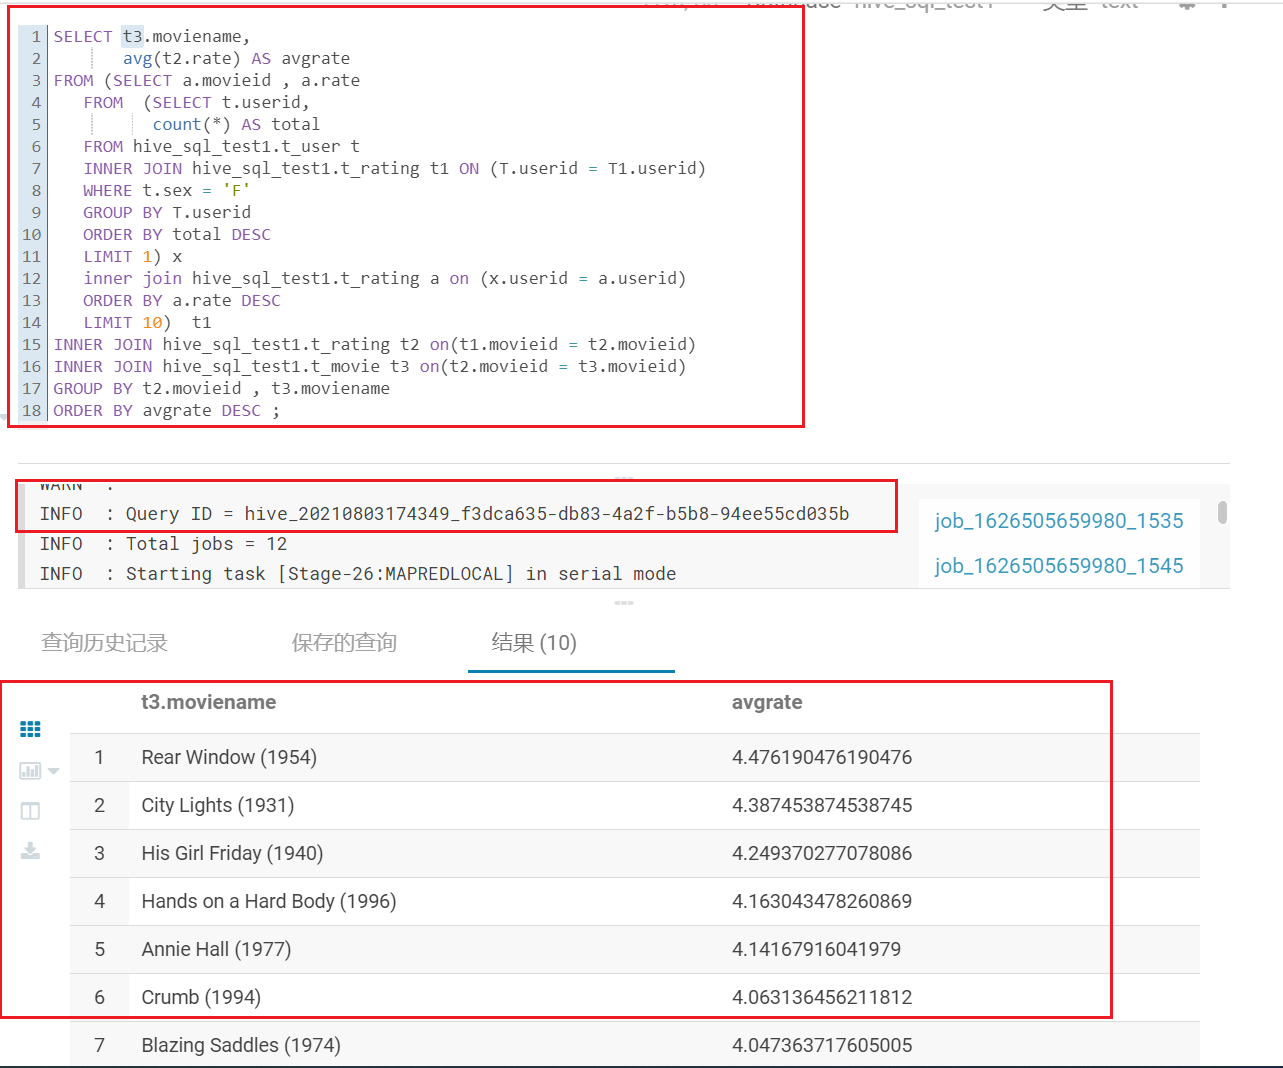 1 SELECT t3.moviename,
2 avg(t2.rate) AS avgrate
3 FROM (SELECT a.movieid , a.rate
4 FROM (SELECT t.userid,
5 count(*) AS total
6 FROM hive_sql_test1.t_user t
7 INNER JOIN hive_sql_test1.t_rating t1 ON (T.userid = T1.userid)
8 WHERE t.sex = 'F'
9 GROUP BY T.userid
10 ORDER BY total DESC
11 LIMIT 1) x
12 inner join hive_sql_test1.t_rating a on (x.userid = a.userid)
13 ORDER BY a.rate DESC
14 LIMIT 10) t1
15 INNER JOIN hive_sql_test1.t_rating t2 on(t1.movieid = t2.movieid)
16 INNER JOIN hive_sql_test1.t_movie t3 on(t2.movieid = t3.movieid)
17 GROUP BY t2.movieid , t3.moviename
18 ORDER BY avgrate DESC ;
WARN :
INFO : Query ID = hive_20210803174349_f3dca635-db83-4a2f-b5b8-94ee55cd035b
INFO : Total jobs = 12
INFO : Starting task [Stage-26:MAPREDLOCAL] in serial mode
job_1626505659980_1535
job_1626505659980_1545
查询历史记录 保存的查询 结果 (10)
t3.moviename avgrate
1 Rear Window (1954) 4.476190476190476
2 City Lights (1931) 4.387453874538745
3 His Girl Friday (1940) 4.249370277078086
4 Hands on a Hard Body (1996) 4.163043478260869
5 Annie Hall (1977) 4.14167916041979
6 Crumb (1994) 4.063136456211812
7 Blazing Saddles (1974) 4.047363717605005